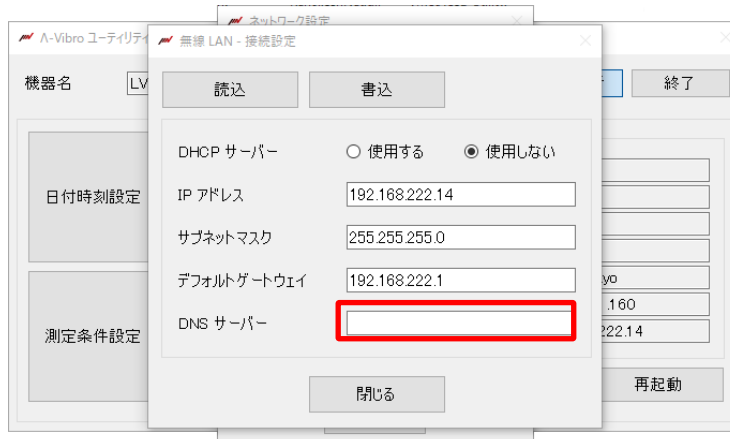 ネットワーク設定
Λ-Vibro ユーティリティ
無線 LAN - 接続設定
機器名
LV
読込
書込
終了
DHCP サーバー
使用する
使用しない
日付時刻設定
IP アドレス
192.168.222.14
サブネットマスク
255.255.255.0
デフォルトゲートウェイ
192.168.222.1
yo
.160
DNS サーバー
222.14
測定条件設定
閉じる
再起動